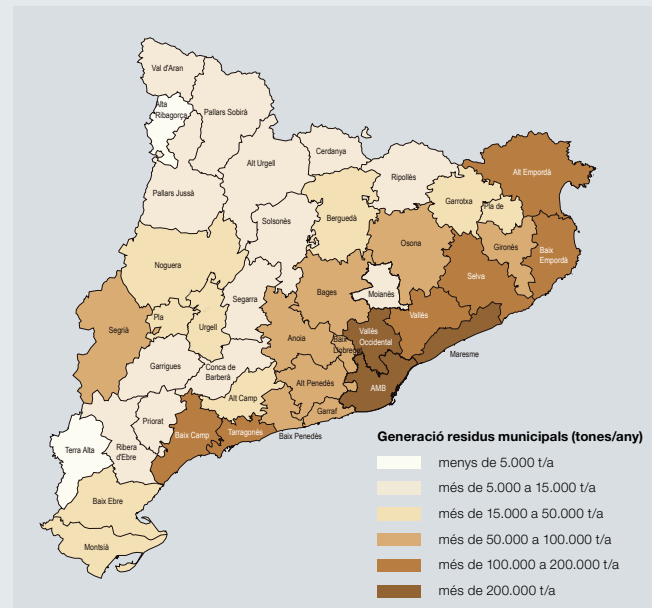 Val d'Aran
Alta
Ribagorça
Pallars Sobirà
Cerdanya
Alt Urgell
Ripollès
Alt Empordà
Pallars Jussà
Garrotxa
Pla de
Berguedà
Solsonès
Osona
Gironès
Baix
Empordà
Noguera
Selva
Bages
Moianès
Segarra
Vallès
Pla
Segrià
Urgell
Anoia
Baix
Llobregat
Vallès
Occidental
Maresme
Garrigues
Conca de
Barberà
Alt Penedès
AMB
Alt Camp
Garraf
Priorat
Baix Camp
Tarragonès
Baix Penedès
Terra Alta
Ribera
d'Ebre
Baix Ebre
Montsià
Generació residus municipals (tones/any)
menys de 5.000 t/a
més de 5.000 a 15.000 t/a
més de 15.000 a 50.000 t/a
més de 50.000 a 100.000 t/a
més de 100.000 a 200.000 t/a
més de 200.000 t/a